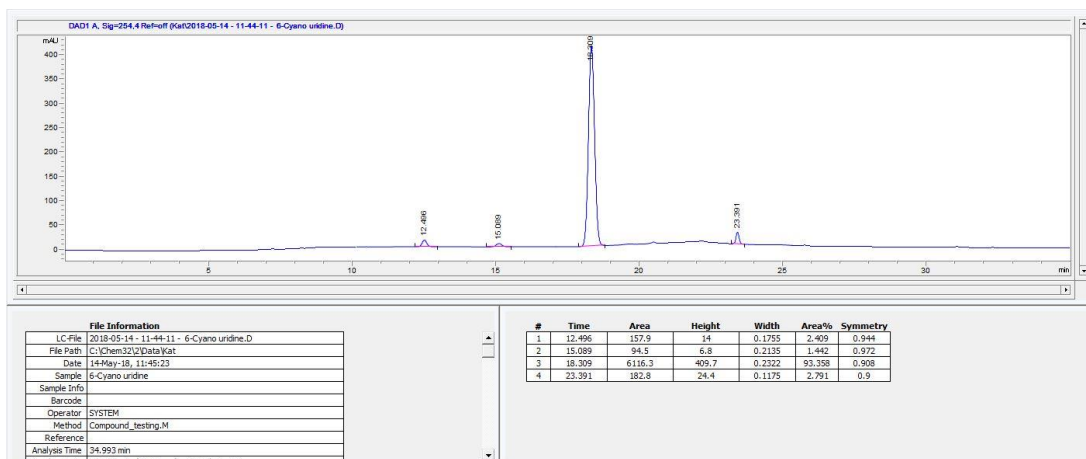 DAD1 A, Sig=254,4 Ref=off (Kat\2018-05-14 - 11-44-11 - 6-Cyano uridine.D)
mAU
400
350
300
250
200
150
100
50
0
12.496
15.089
18.309
23.391
5 10 15 20 25 30 min
File Information
LC-File 2018-05-14 - 11-44-11 - 6-Cyano uridine.D
File Path C:\Chem32\2\Data\Kat
Date 14-May-18, 11:45:23
Sample 6-Cyano uridine
Sample Info
Barcode
Operator SYSTEM
Method Compound_testing.M
Reference
Analysis Time 34.993 min
# Time Area Height Width Area% Symmetry
1 12.496 157.9 14 0.1755 2.409 0.944
2 15.089 94.5 6.8 0.2135 1.442 0.972
3 18.309 6116.3 409.7 0.2322 93.358 0.908
4 23.391 182.8 24.4 0.1175 2.791 0.9